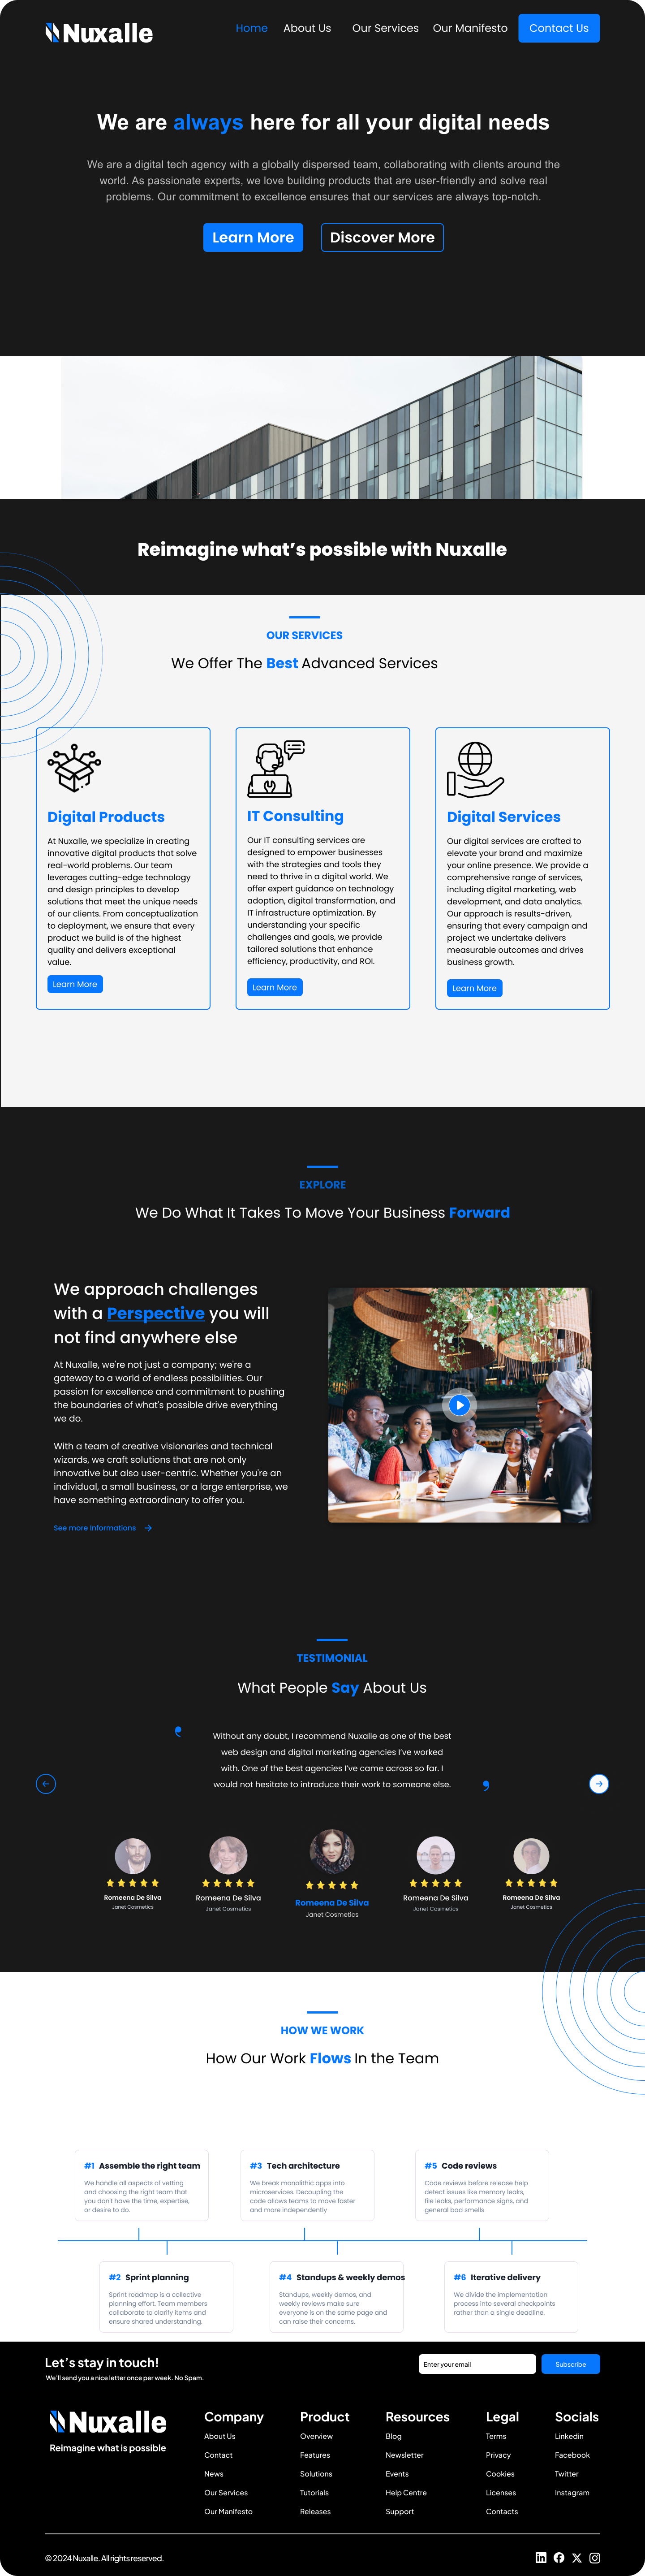 Nuxalle
Home About Us Our Services Our Manifesto Contact Us
We are always here for all your digital needs
We are a digital tech agency with a globally dispersed team, collaborating with clients around the
world. As passionate experts, we love building products that are user-friendly and solve real
problems. Our commitment to excellence ensures that our services are always top-notch.
Learn More Discover More
Reimagine what’s possible with Nuxalle
OUR SERVICES
We Offer The Best Advanced Services
Digital Products
At Nuxalle, we specialize in creating
innovative digital products that solve
real-world problems. Our team
leverages cutting-edge technology
and design principles to develop
solutions that meet the unique needs
of our clients. From conceptualization
to deployment, we ensure that every
product we build is of the highest
quality and delivers exceptional
value.
Learn More
IT Consulting
Our IT consulting services are
designed to empower businesses
with the strategies and tools they
need to thrive in a digital world. We
offer expert guidance on technology
adoption, digital transformation, and
IT infrastructure optimization. By
understanding your specific
challenges and goals, we provide
tailored solutions that enhance
efficiency, productivity, and ROI.
Learn More
Digital Services
Our digital services are crafted to
elevate your brand and maximize
your online presence. We provide a
comprehensive range of services,
including digital marketing, web
development, and data analytics.
Our approach is results-driven,
ensuring that every campaign and
project we undertake delivers
measurable outcomes and drives
business growth.
Learn More
EXPLORE
We Do What It Takes To Move Your Business Forward
We approach challenges
with a Perspective you will
not find anywhere else
At Nuxalle, we're not just a company; we're a
gateway to a world of endless possibilities. Our
passion for excellence and commitment to pushing
the boundaries of what's possible drive everything
we do.
With a team of creative visionaries and technical
wizards, we craft solutions that are not only
innovative but also user-centric. Whether you're an
individual, a small business, or a large enterprise, we
have something extraordinary to offer you.
See more Informations
TESTIMONIAL
What People Say About Us
Without any doubt, I recommend Nuxalle as one of the best
web design and digital marketing agencies I’ve worked
with. One of the best agencies I’ve came across so far. I
would not hesitate to introduce their work to someone else.
Romeena De Silva
Janet Cosmetics
Romeena De Silva
Janet Cosmetics
Romeena De Silva
Janet Cosmetics
Romeena De Silva
Janet Cosmetics
Romeena De Silva
Janet Cosmetics
HOW WE WORK
How Our Work Flows In the Team
#1 Assemble the right team
We handle all aspects of vetting
and choosing the right team that
you don't have the time, expertise,
or desire to do.
#3 Tech architecture
We break monolithic apps into
microservices. Decoupling the
code allows teams to move faster
and more independently
#5 Code reviews
Code reviews before release help
detect issues like memory leaks,
file leaks, performance signs, and
general bad smells
#2 Sprint planning
Sprint roadmap is a collective
planning effort. Team members
collaborate to clarify items and
ensure shared understanding.
#4 Standups & weekly demos
Standups, weekly demos, and
weekly reviews make sure
everyone is on the same page and
can raise their concerns.
#6 Iterative delivery
We divide the implementation
process into several checkpoints
rather than a single deadline.
Let’s stay in touch!
We’ll send you a nice letter once per week. No Spam.
Enter your email
Subscribe
Nuxalle
Reimagine what is possible
Company
About Us
Contact
News
Our Services
Our Manifesto
Product
Overview
Features
Solutions
Tutorials
Releases
Resources
Blog
Newsletter
Events
Help Centre
Support
Legal
Terms
Privacy
Cookies
Licenses
Contacts
Socials
Linkedin
Facebook
Twitter
Instagram
© 2024 Nuxalle. All rights reserved.